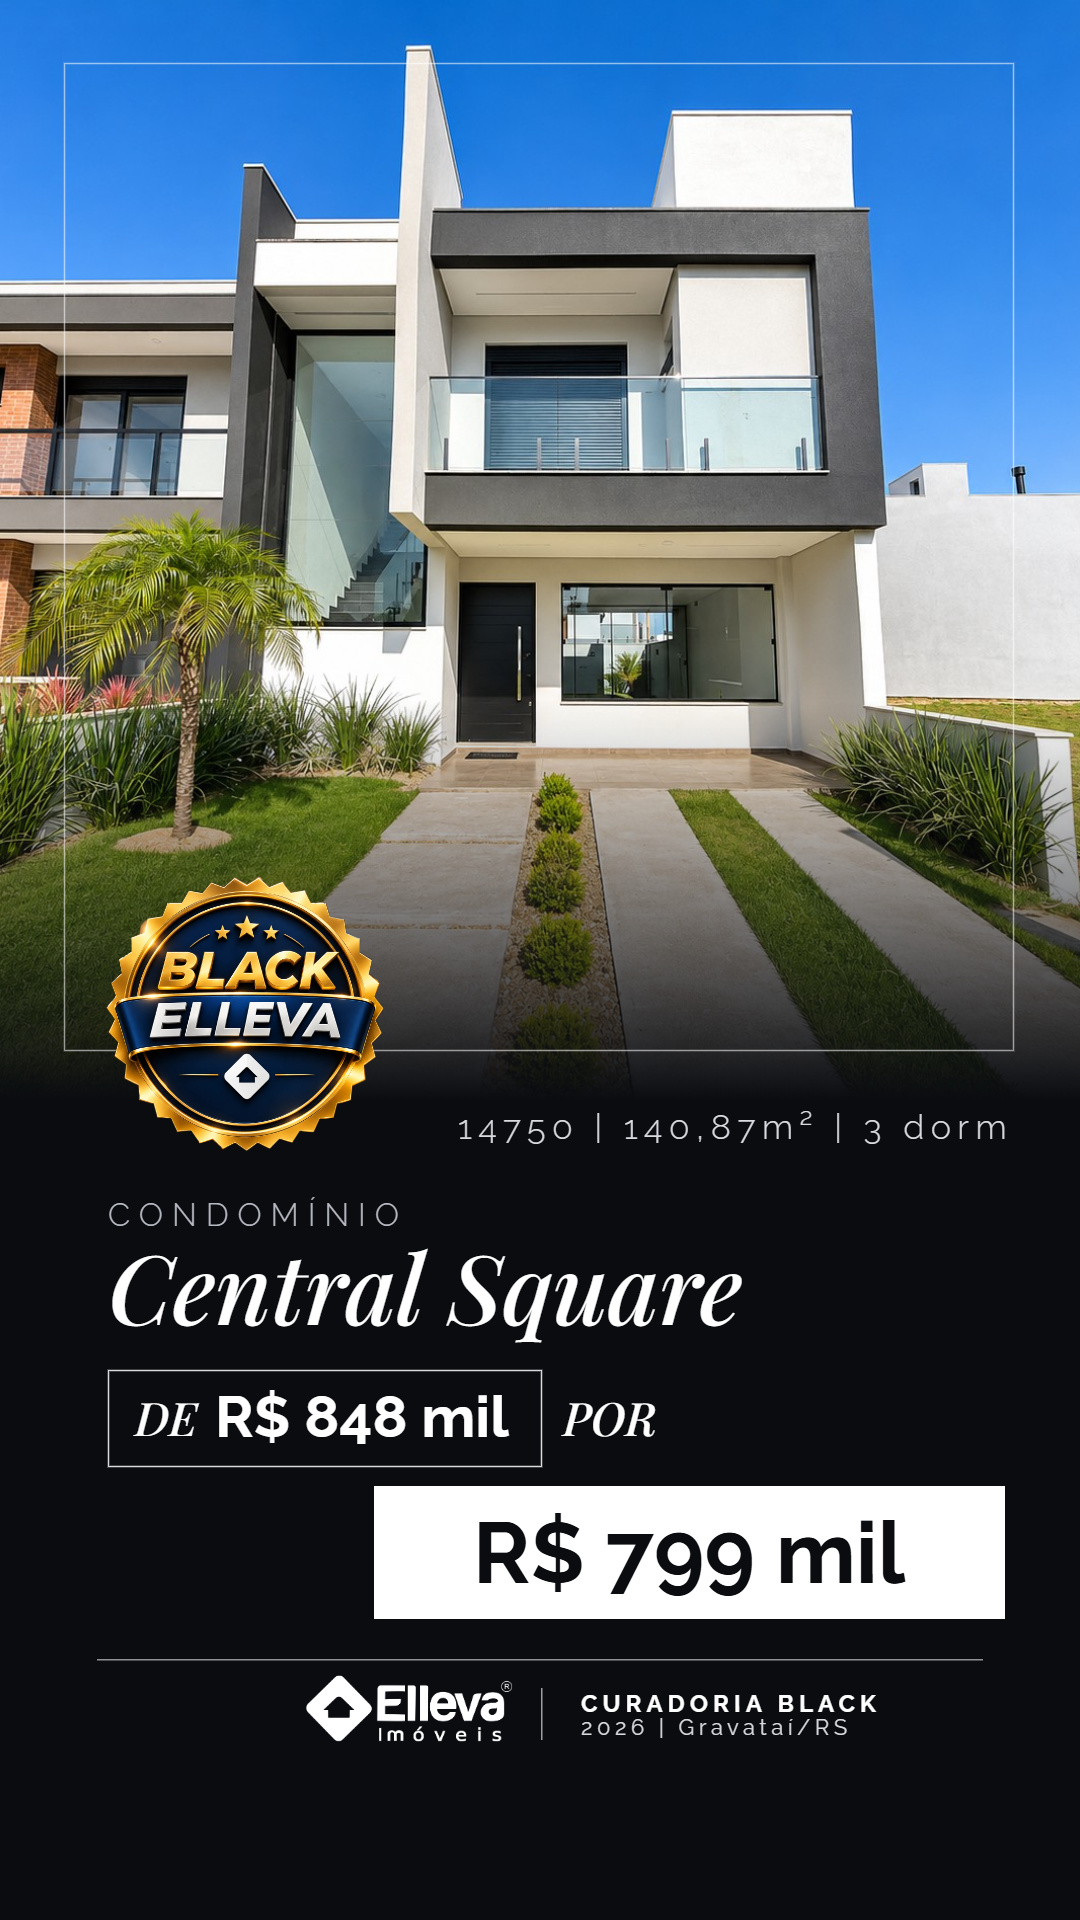 BLACK
ELLEVA
14750 | 140,87m² | 3 dorm
CONDOMÍNIO
Central Square
DE R$ 848 mil POR
R$ 799 mil
Elleva®
Imóveis
CURADORIA BLACK
2026 | Gravataí/RS